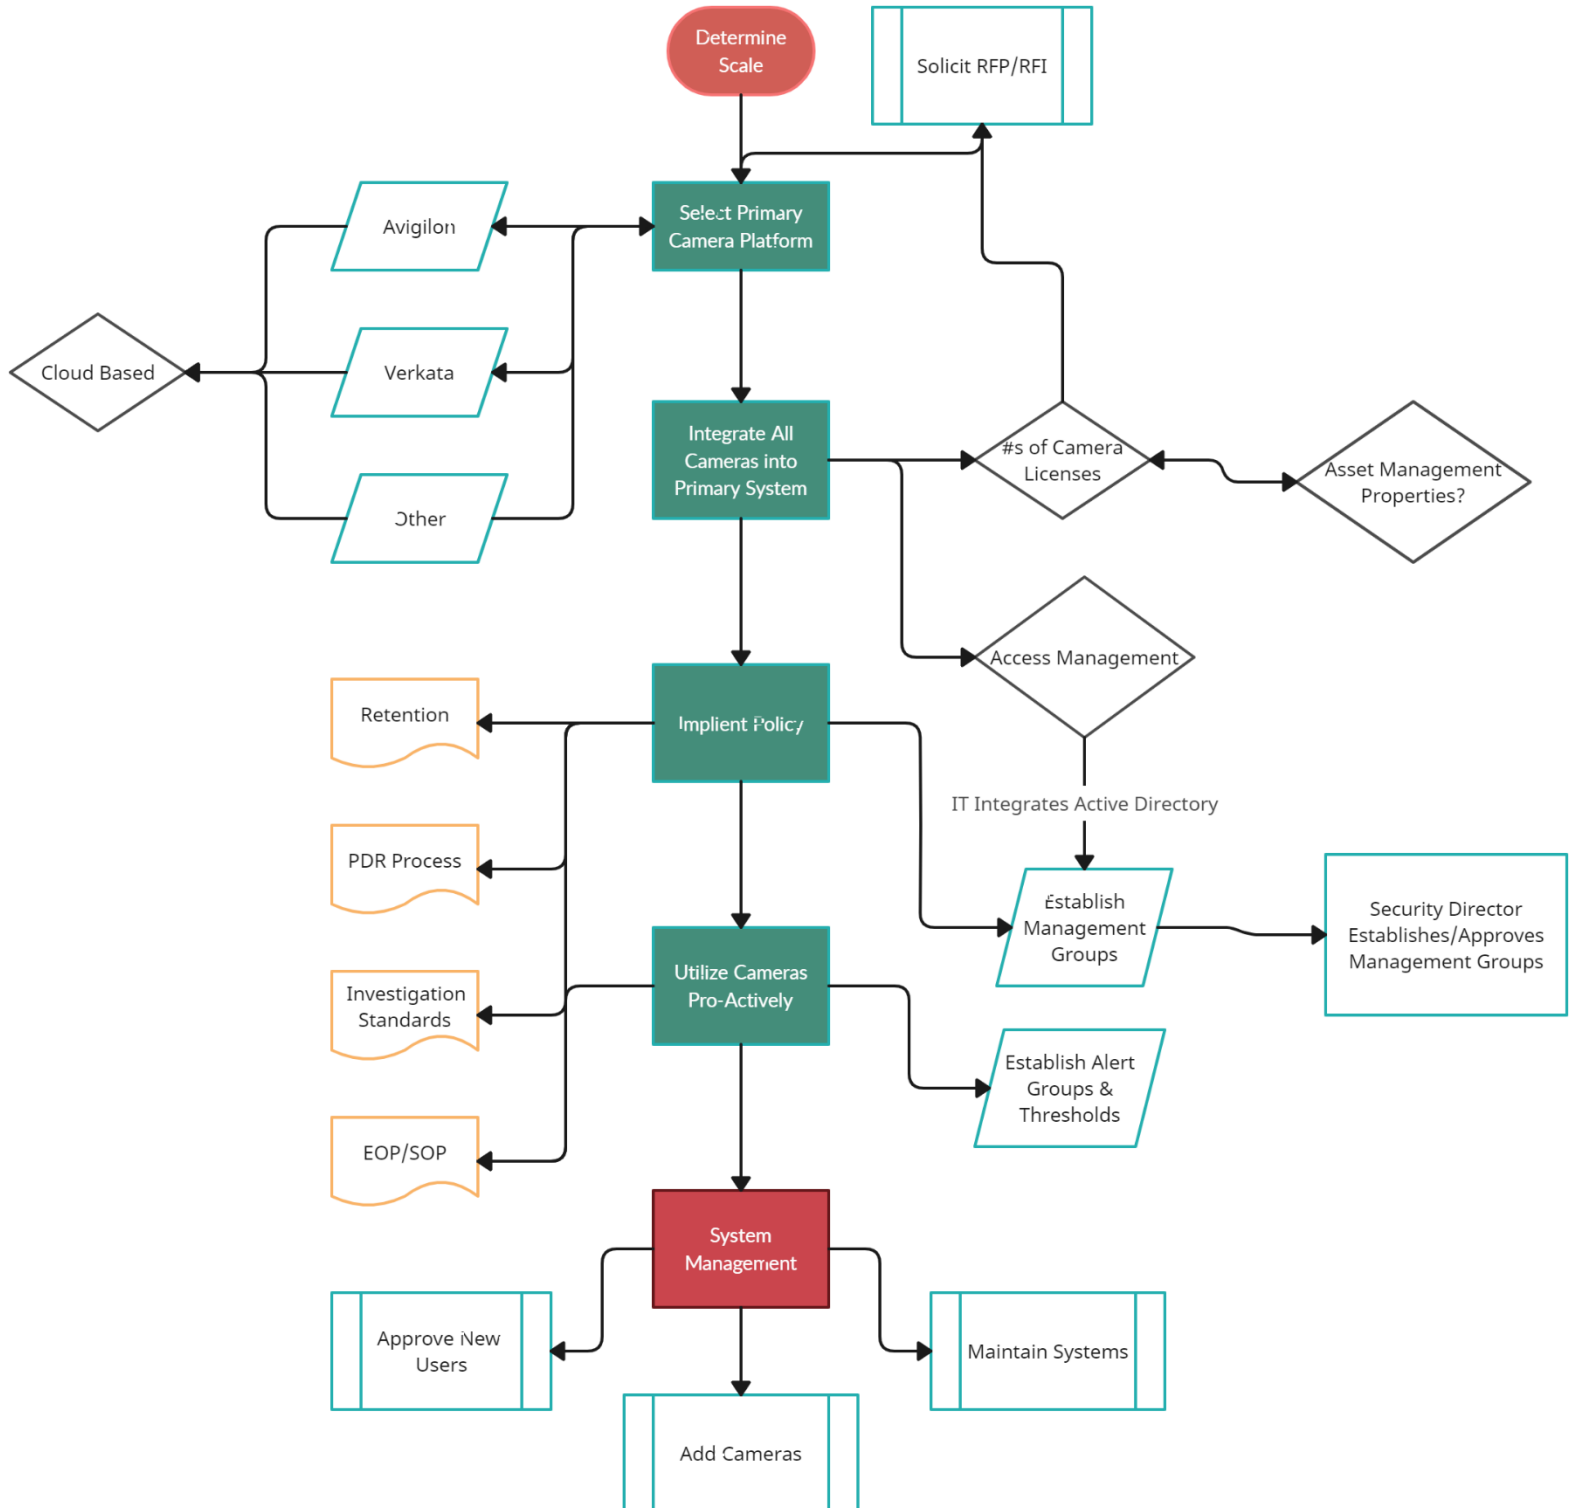 Determine
Scale
Solicit RFP/RFI
Select Primary
Camera Platform
Avigilon
Cloud Based
Verkata
Other
Integrate All
Cameras into
Primary System
#s of Camera
Licenses
Asset Management
Properties?
Access Management
Retention
Implient Policy
IT Integrates Active Directory
PDR Process
Establish
Management
Groups
Security Director
Establishes/Approves
Management Groups
Utilize Cameras
Pro-Actively
Investigation
Standards
Establish Alert
Groups &
Thresholds
EOP/SOP
System
Management
Approve New
Users
Maintain Systems
Add Cameras